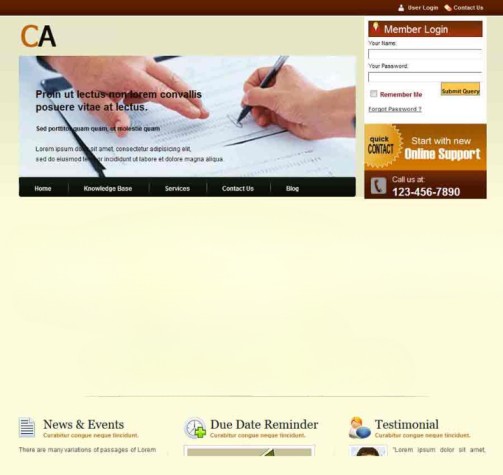 User Login Contact Us
CA
Member Login
Your Name:
Your Password:
Remember Me
Submit Query
Forgot Password ?
Proin ut lectus non lorem convallis
posuere vitae at lectus.
Sed porttitor quam quam, et molestie quam
Lorem ipsum dolor sit amet, consectetur adipisicing elit,
sed do eiusmod tempor incididunt ut labore et dolore magna aliqua.
quick
CONTACT
Start with new
Online Support
Call us at:
123-456-7890
Home Knowledge Base Services Contact Us Blog
News & Events
Curabitur congue neque tincidunt.
There are many variations of passages of Lorem
Due Date Reminder
Curabitur congue neque tincidunt.
Testimonial
Curabitur congue neque tincidunt.
"Lorem ipsum dolor sit amet,